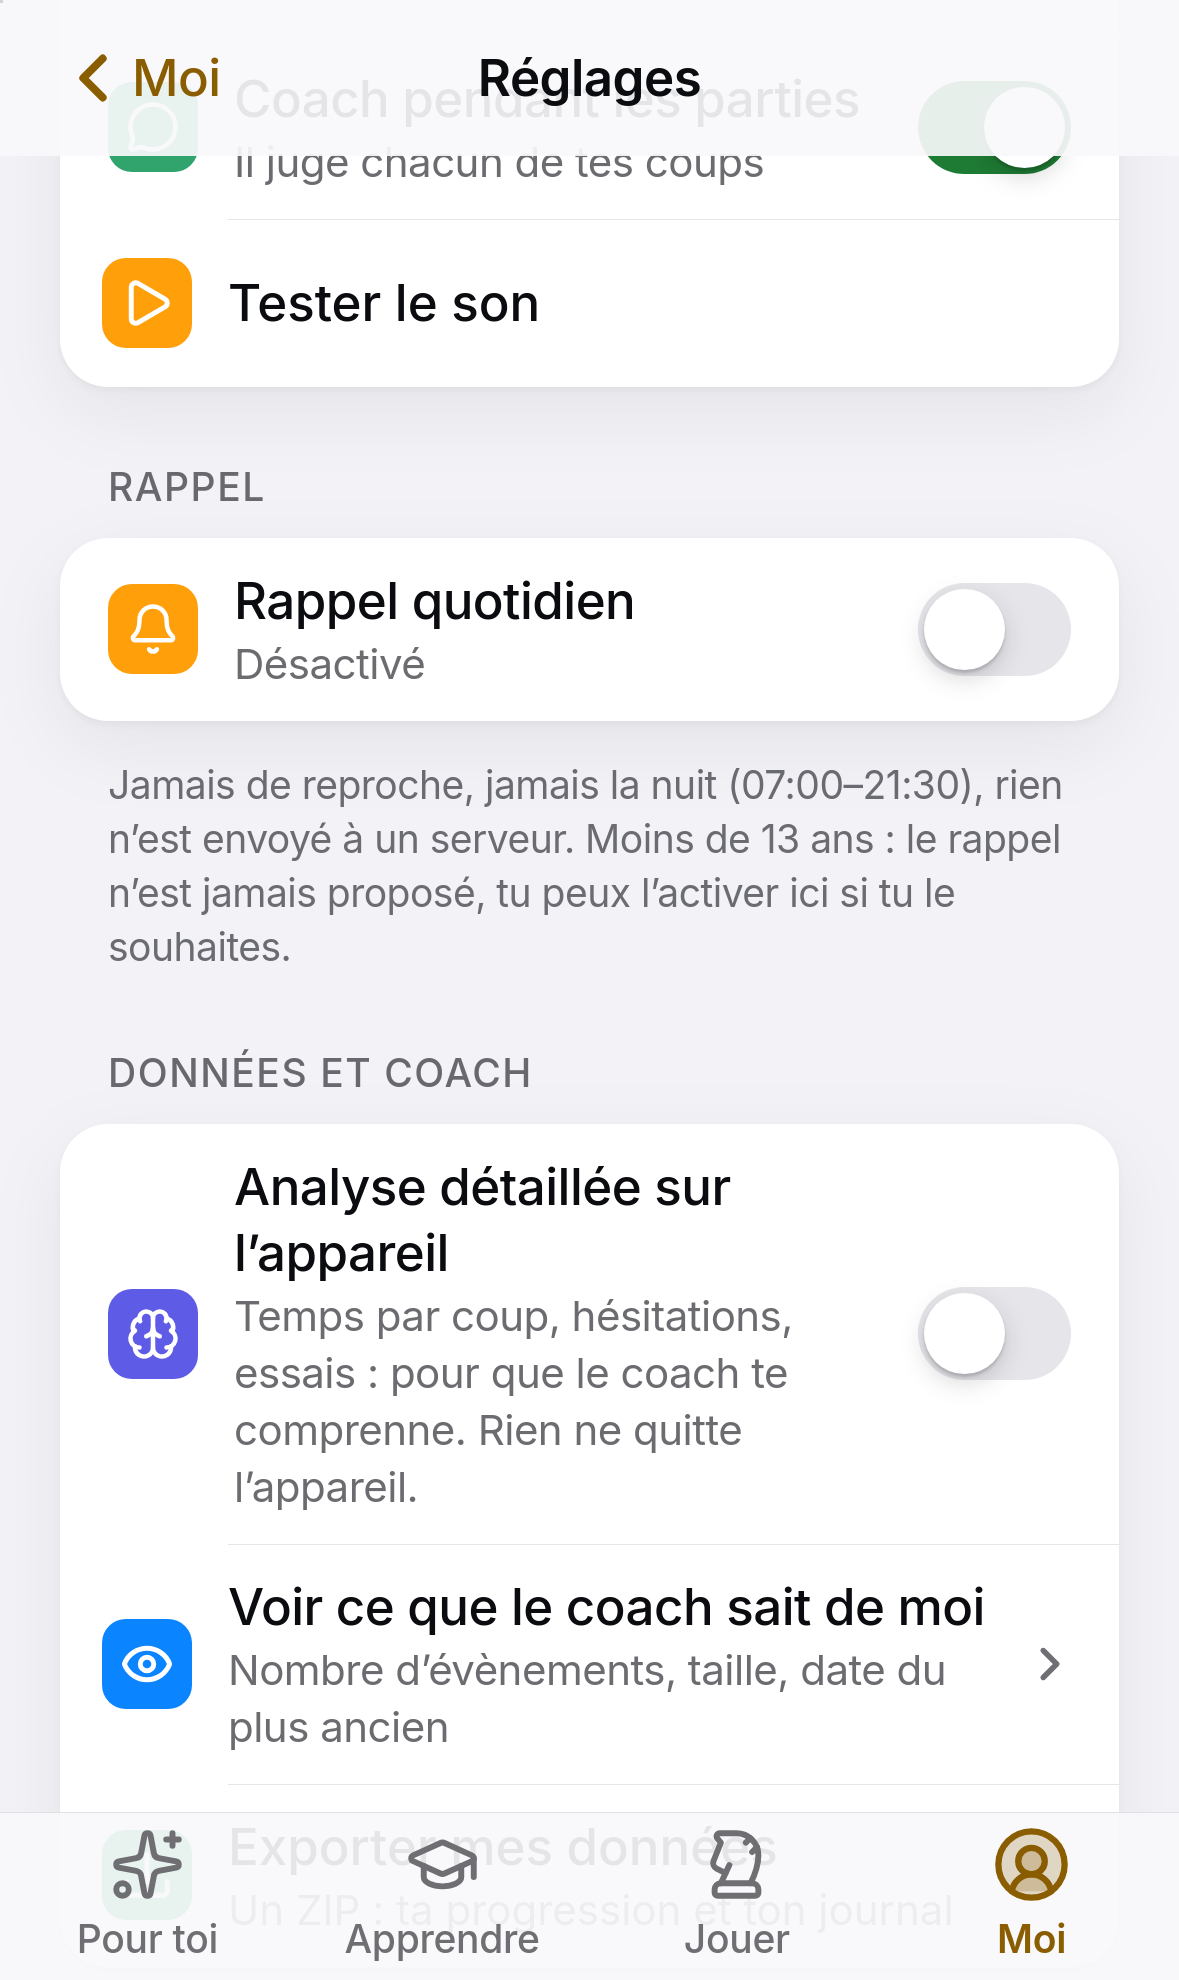 Moi
Réglages
Coach pendant les parties
Il juge chacun de tes coups
Tester le son
RAPPEL
Rappel quotidien
Désactivé
Jamais de reproche, jamais la nuit (07:00–21:30), rien
n’est envoyé à un serveur. Moins de 13 ans : le rappel
n’est jamais proposé, tu peux l’activer ici si tu le
souhaites.
DONNÉES ET COACH
Analyse détaillée sur
l’appareil
Temps par coup, hésitations,
essais : pour que le coach te
comprenne. Rien ne quitte
l’appareil.
Voir ce que le coach sait de moi
Nombre d’évènements, taille, date du
plus ancien
Exporter mes données
Un ZIP : ta progression et ton journal
Pour toi
Apprendre
Jouer
Moi